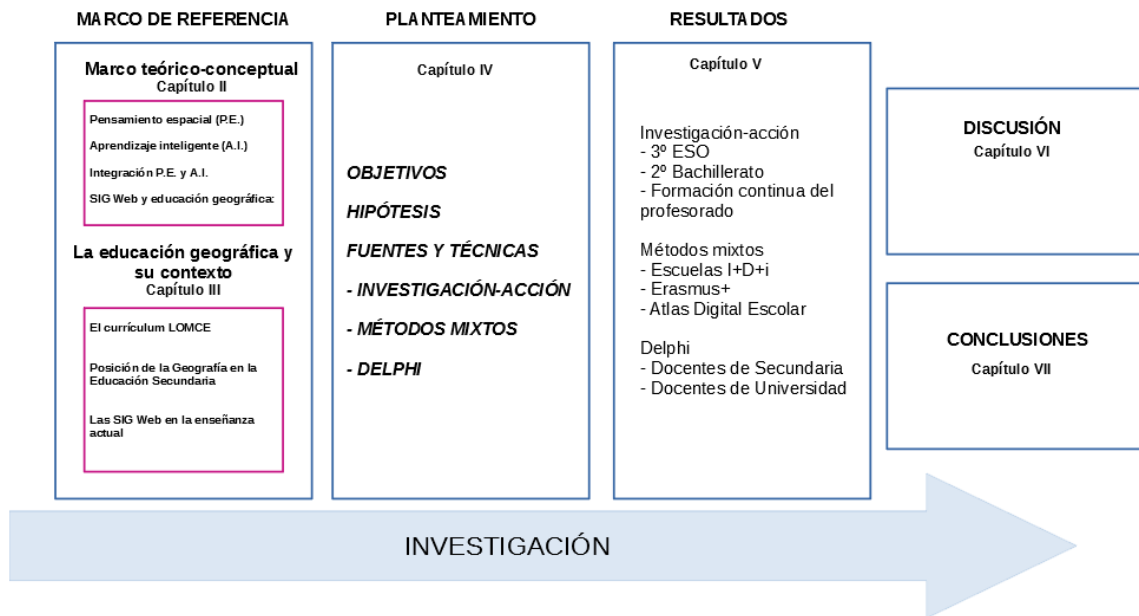 MARCO DE REFERENCIA
Marco teórico-conceptual
Capítulo II
Pensamiento espacial (P.E.)
Aprendizaje inteligente (A.I.)
Integración P.E. y A.I.
SIG Web y educación geográfica:
La educación geográfica y
su contexto
Capítulo III
El currículum LOMCE
Posición de la Geografía en la
Educación Secundaria
Las SIG Web en la enseñanza
actual
PLANTEAMIENTO
Capítulo IV
OBJETIVOS
HIPÓTESIS
FUENTES Y TÉCNICAS
- INVESTIGACIÓN-ACCIÓN
- MÉTODOS MIXTOS
- DELPHI
RESULTADOS
Capítulo V
Investigación-acción
- 3º ESO
- 2º Bachillerato
- Formación continua del
profesorado
Métodos mixtos
- Escuelas I+D+i
- Erasmus+
- Atlas Digital Escolar
Delphi
- Docentes de Secundaria
- Docentes de Universidad
DISCUSIÓN
Capítulo VI
CONCLUSIONES
Capítulo VII
INVESTIGACIÓN